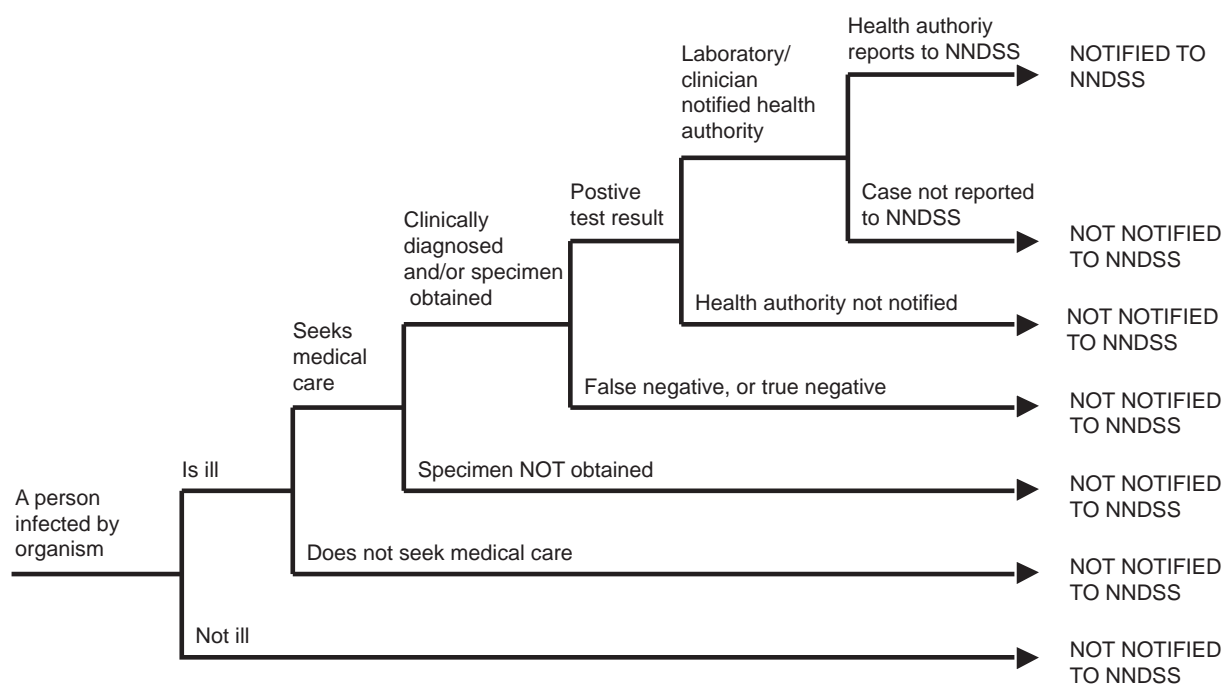 Health authoriy
reports to NNDSS
NOTIFIED TO
NNDSS
Laboratory/
clinician
notified health
authority
Case not reported
to NNDSS
NOT NOTIFIED
TO NNDSS
Postive
test result
Health authority not notified
NOT NOTIFIED
TO NNDSS
Clinically
diagnosed
and/or specimen
obtained
False negative, or true negative
NOT NOTIFIED
TO NNDSS
Seeks
medical
care
Specimen NOT obtained
NOT NOTIFIED
TO NNDSS
Is ill
Does not seek medical care
NOT NOTIFIED
TO NNDSS
A person
infected by
organism
Not ill
NOT NOTIFIED
TO NNDSS